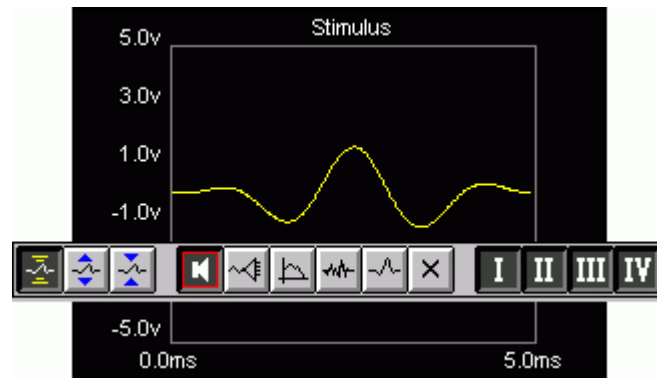 Stimulus
5.0v
3.0v
1.0v
-1.0v
I II III IV
-5.0v
0.0ms 5.0ms